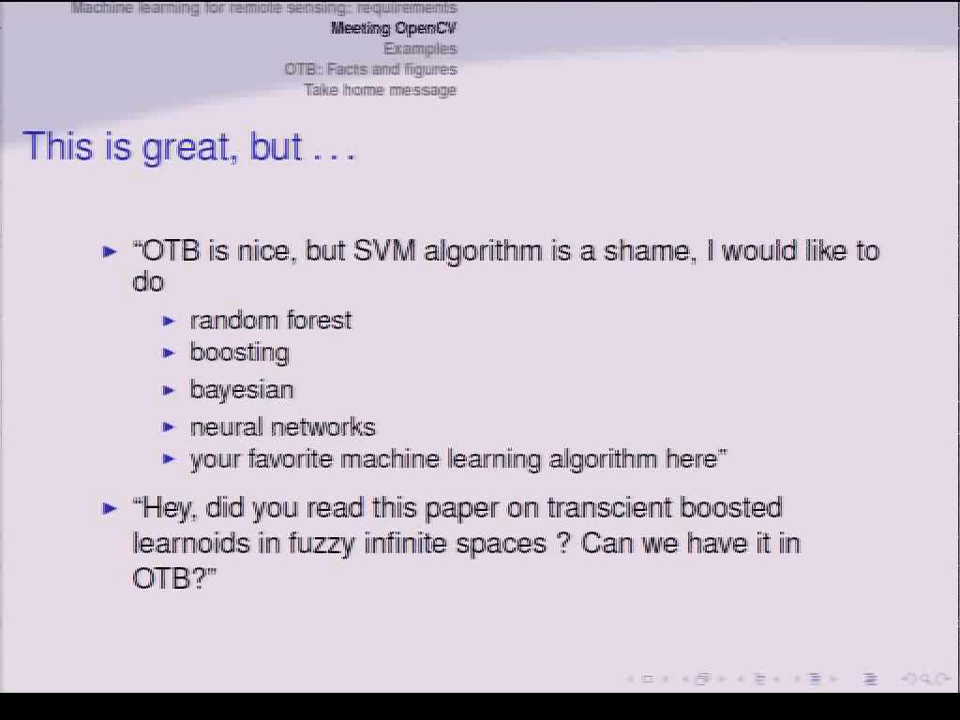 Machine learning for remote sensing:: requirements
Meeting OpenCV
Examples
OTB:: Facts and figures
Take home message
This is great, but . . .
“OTB is nice, but SVM algorithm is a shame, I would like to
do
random forest
boosting
bayesian
neural networks
your favorite machine learning algorithm here”
“Hey, did you read this paper on transcient boosted
learnoids in fuzzy infinite spaces ? Can we have it in
OTB?”